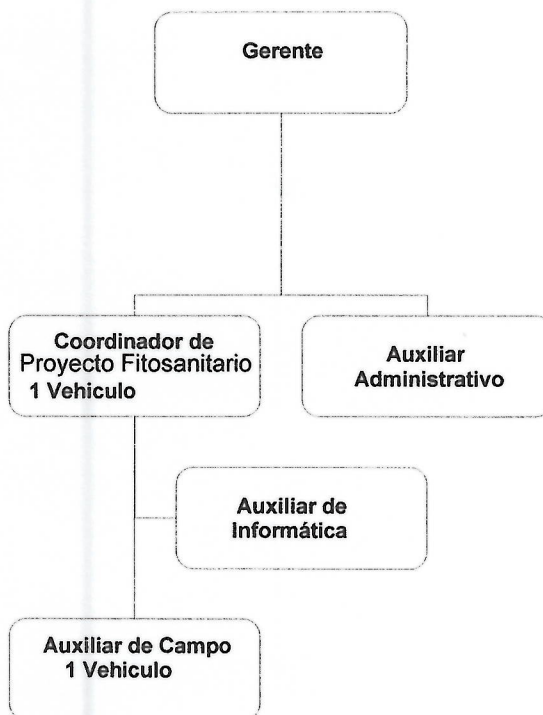 Gerente
Coordinador de
Proyecto Fitosanitario
1 Vehiculo
Auxiliar
Administrativo
Auxiliar de
Informática
Auxiliar de Campo
1 Vehiculo